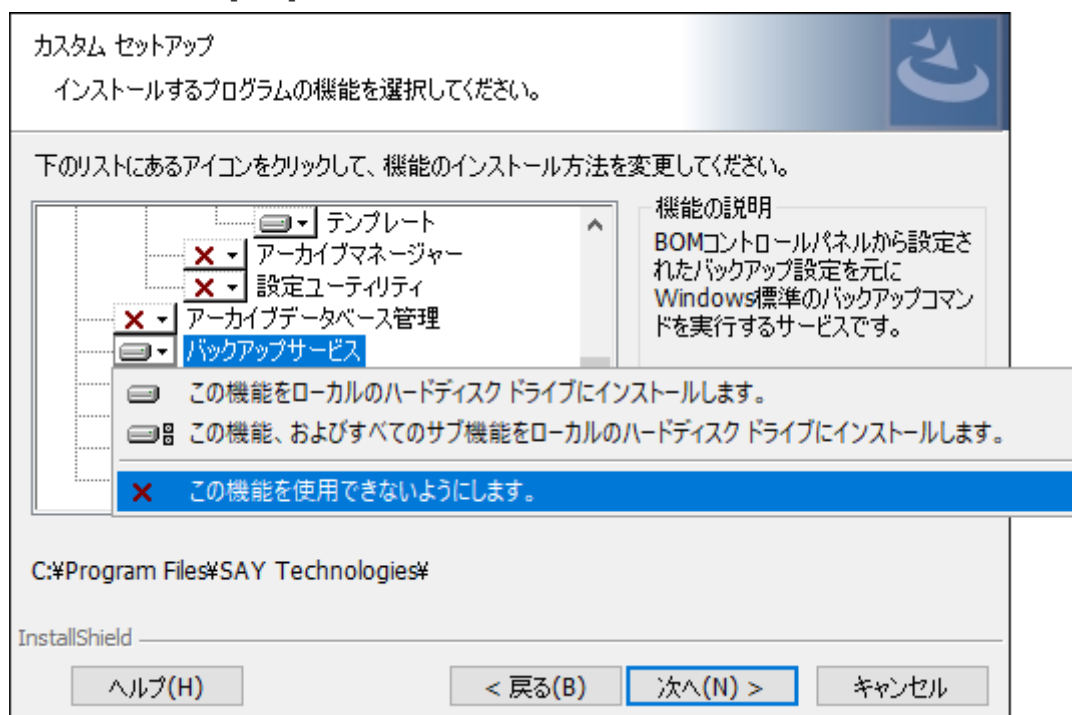 カスタム セットアップ
インストールするプログラムの機能を選択してください。
下のリストにあるアイコンをクリックして、機能のインストール方法を変更してください。
テンプレート
アーカイブマネージャー
設定ユーティリティ
アーカイブデータベース管理
バックアップサービス
機能の説明
BOMコントロールパネルから設定さ
れたバックアップ設定を元に
Windows標準のバックアップコマン
ドを実行するサービスです。
この機能をローカルのハードディスク ドライブにインストールします。
この機能、およびすべてのサブ機能をローカルのハードディスク ドライブにインストールします。
この機能を使用できないようにします。
C:¥Program Files¥SAY Technologies¥
InstallShield
ヘルプ(H)
< 戻る(B)
次へ(N) >
キャンセル